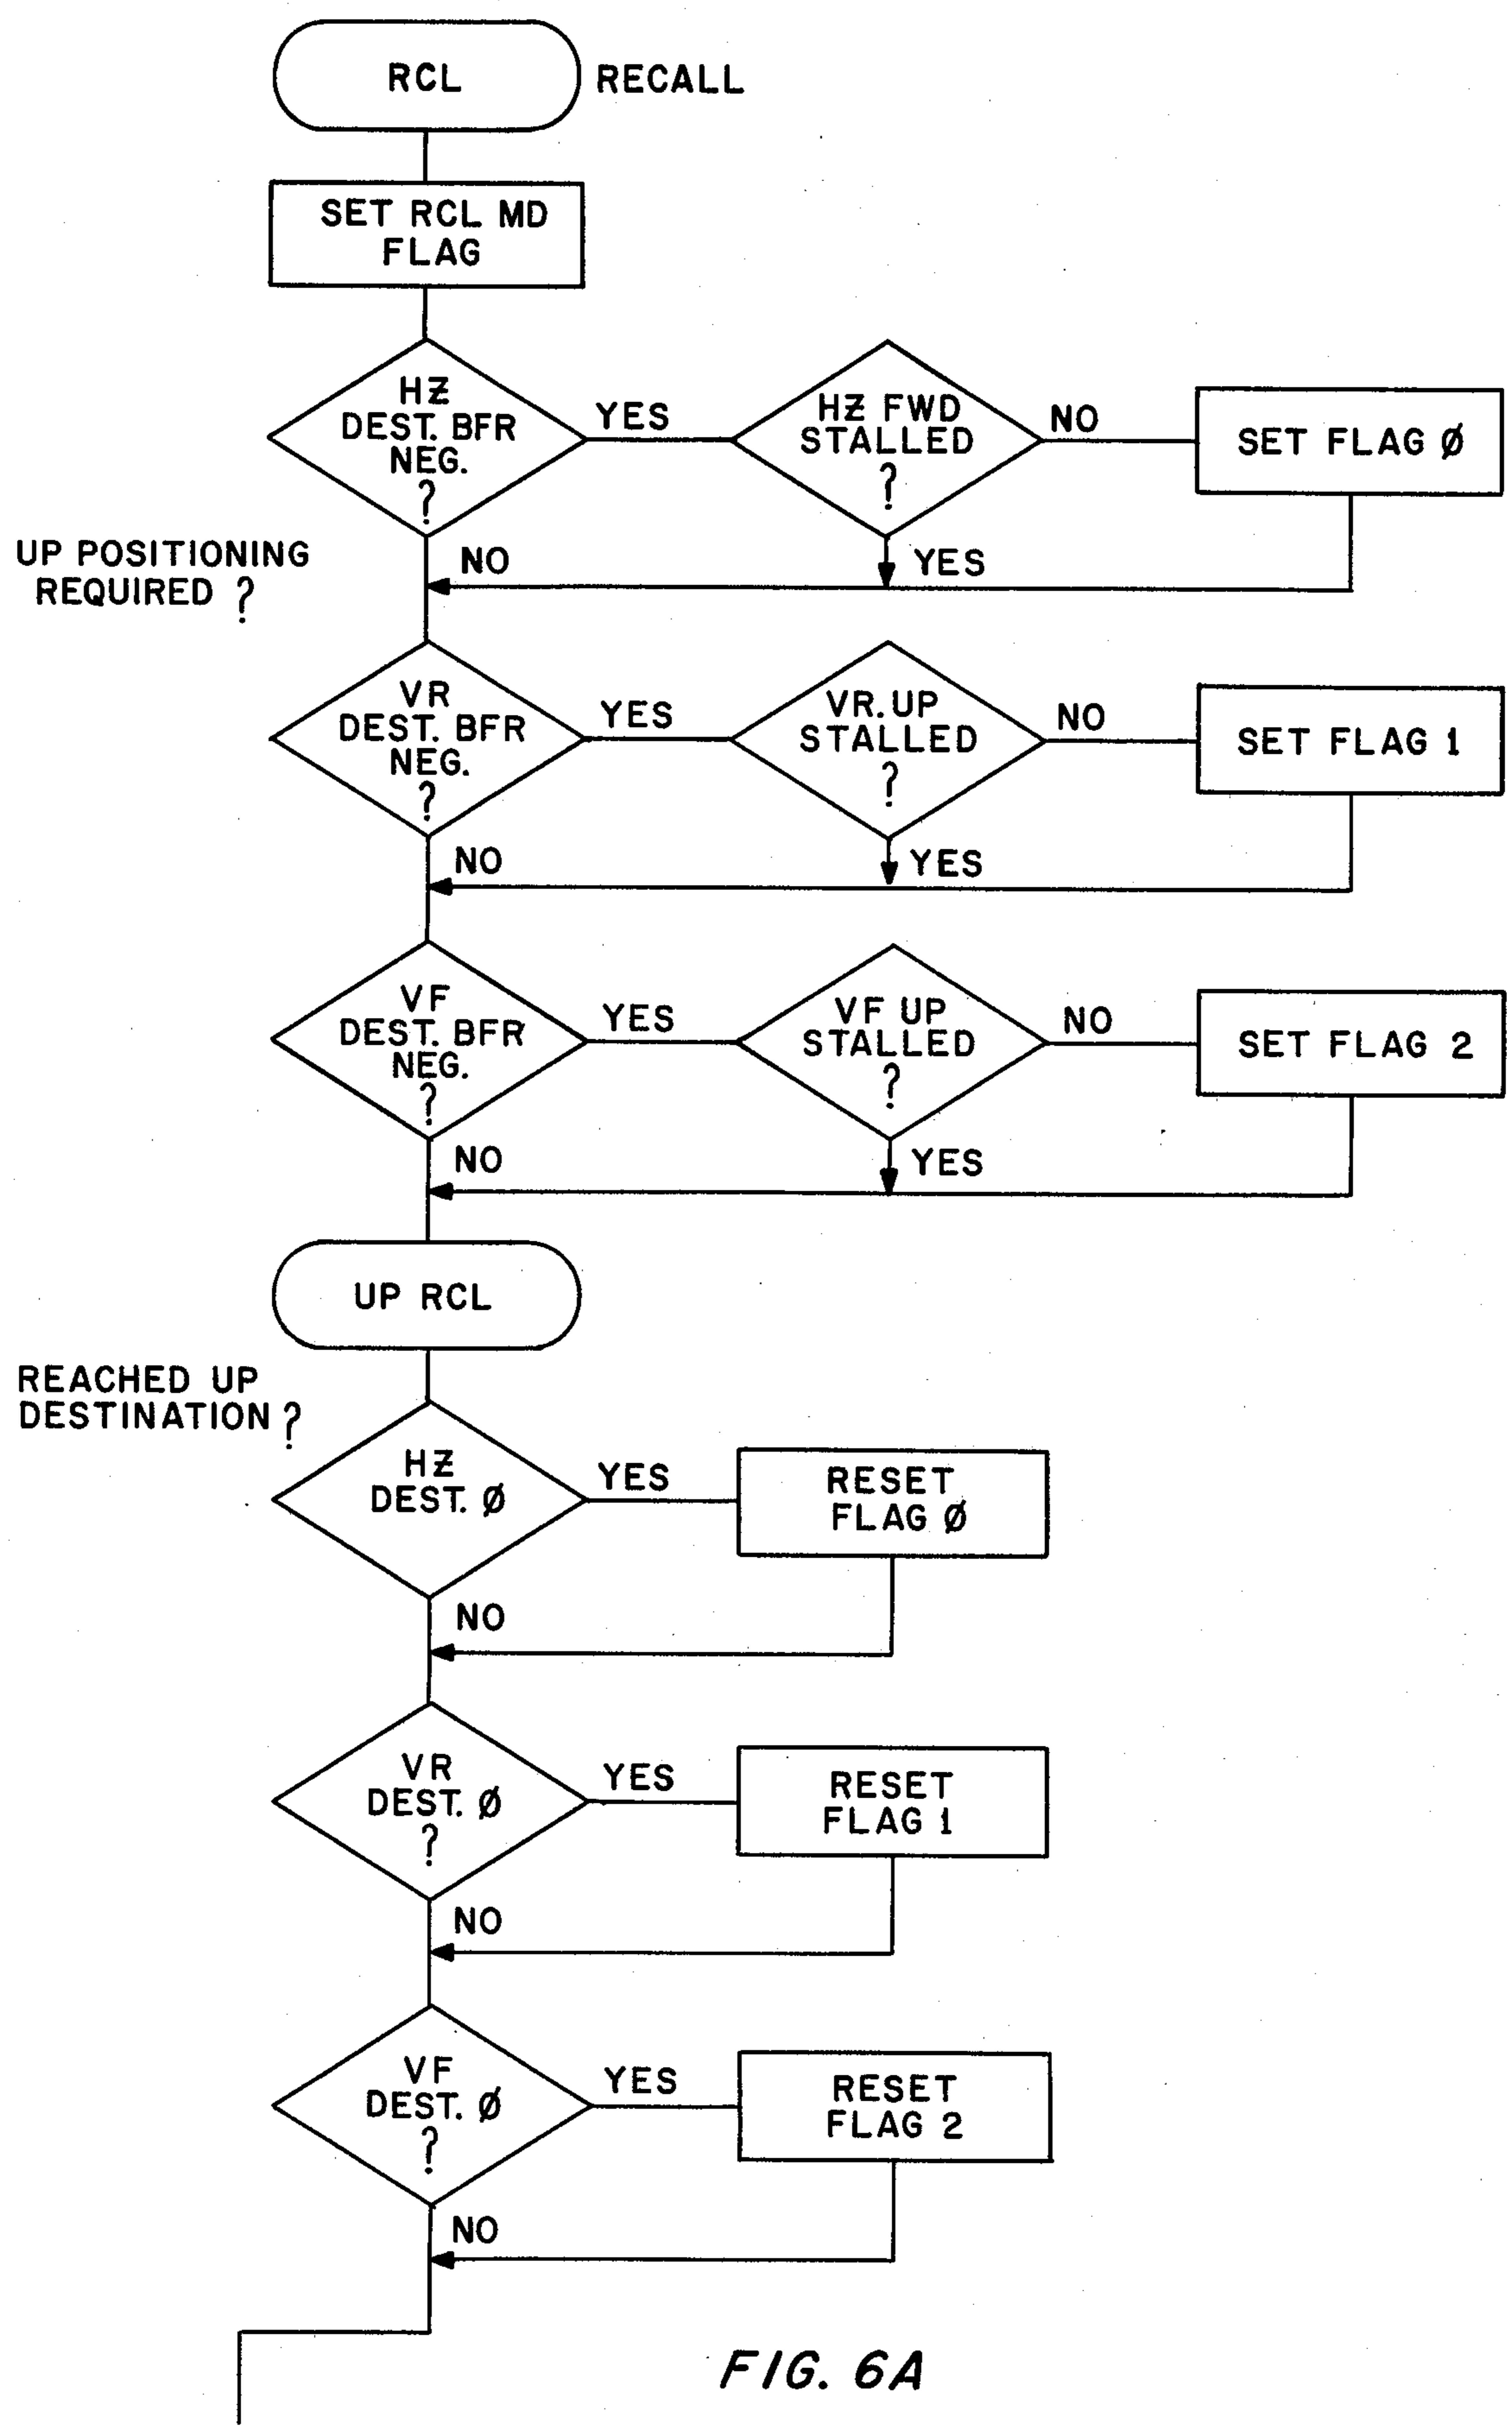 RCL
RECALL
SET RCL MD
FLAG
HƵ
DEST. BFR
NEG.
?
YES
HƵ FWD
STALLED
?
NO
SET FLAG Ø
UP POSITIONING
REQUIRED ?
NO
YES
VR
DEST. BFR
NEG.
?
YES
VR. UP
STALLED
?
NO
SET FLAG 1
NO
YES
VF
DEST. BFR
NEG.
?
YES
VF UP
STALLED
?
NO
SET FLAG 2
NO
YES
UP RCL
REACHED UP
DESTINATION ?
HƵ
DEST. Ø
YES
RESET
FLAG Ø
NO
VR
DEST. Ø
?
YES
RESET
FLAG 1
NO
VF
DEST. Ø
?
YES
RESET
FLAG 2
NO
FIG. 6A